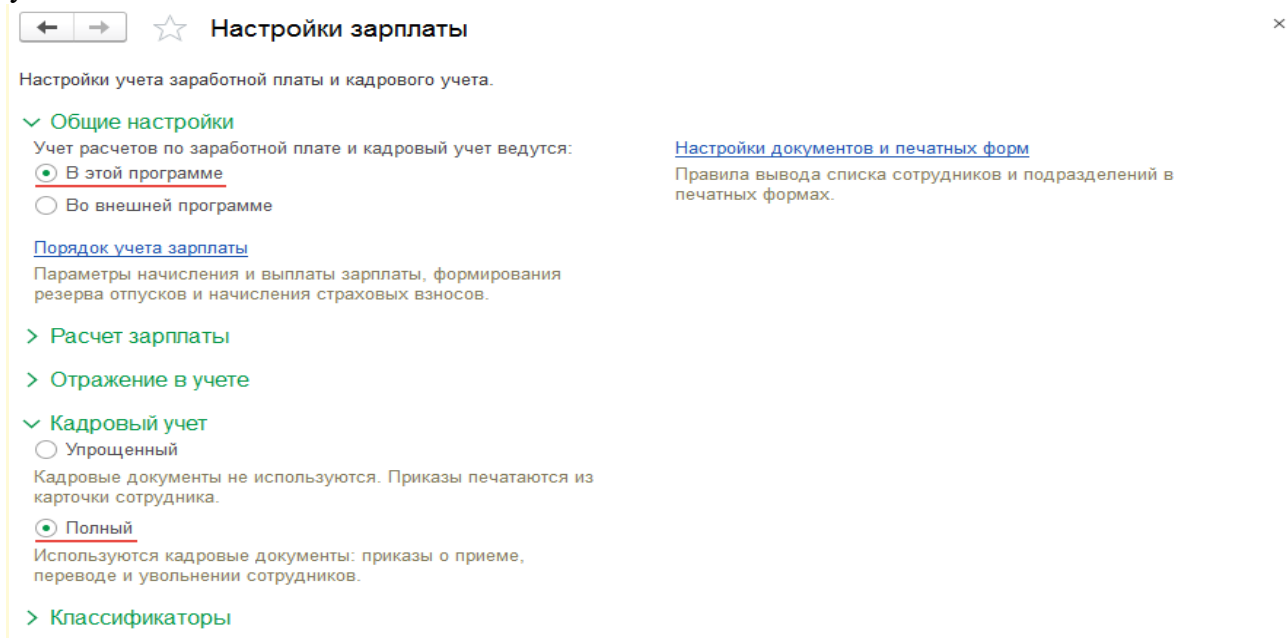 у
Настройки зарплаты
Настройки учета заработной платы и кадрового учета.
Общие настройки
Учет расчетов по заработной плате и кадровый учет ведутся:
В этой программе
Во внешней программе
Порядок учета зарплаты
Параметры начисления и выплаты зарплаты, формирования
резерва отпусков и начисления страховых взносов.
Настройки документов и печатных форм
Правила вывода списка сотрудников и подразделений в
печатных формах.
Расчет зарплаты
Отражение в учете
Кадровый учет
Упрощенный
Кадровые документы не используются. Приказы печатаются из
карточки сотрудника.
Полный
Используются кадровые документы: приказы о приеме,
переводе и увольнении сотрудников.
Классификаторы